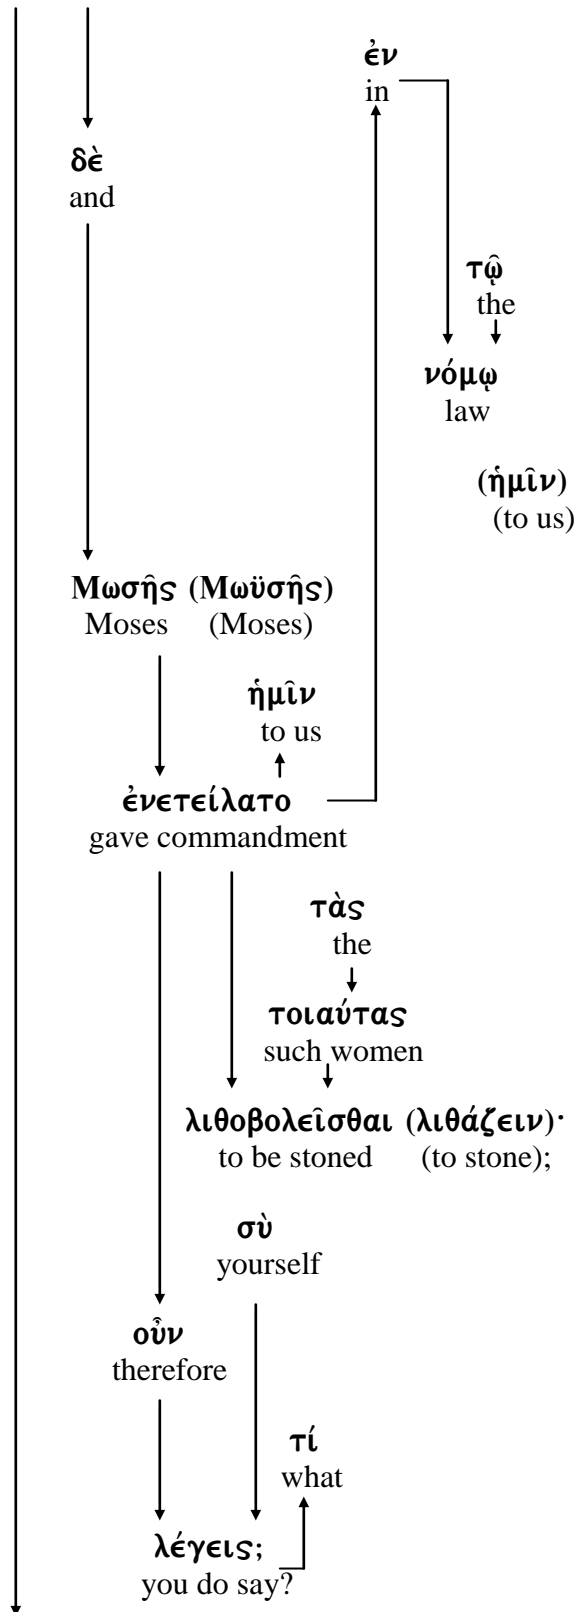 ἐν
in
δὲ
and
τῷ
the
νόμῳ
law
(ἡμῖν)
(to us)
Μωσῆς (Μωϋσῆς)
Moses (Moses)
ἡμῖν
to us
ἐνετείλατο
gave commandment
τὰς
the
τοιαύτας
such women
λιθοβολεῖσθαι (λιθάζειν)·
to be stoned (to stone);
σὺ
yourself
οὖν
therefore
τί
what
λέγεις;
you do say?